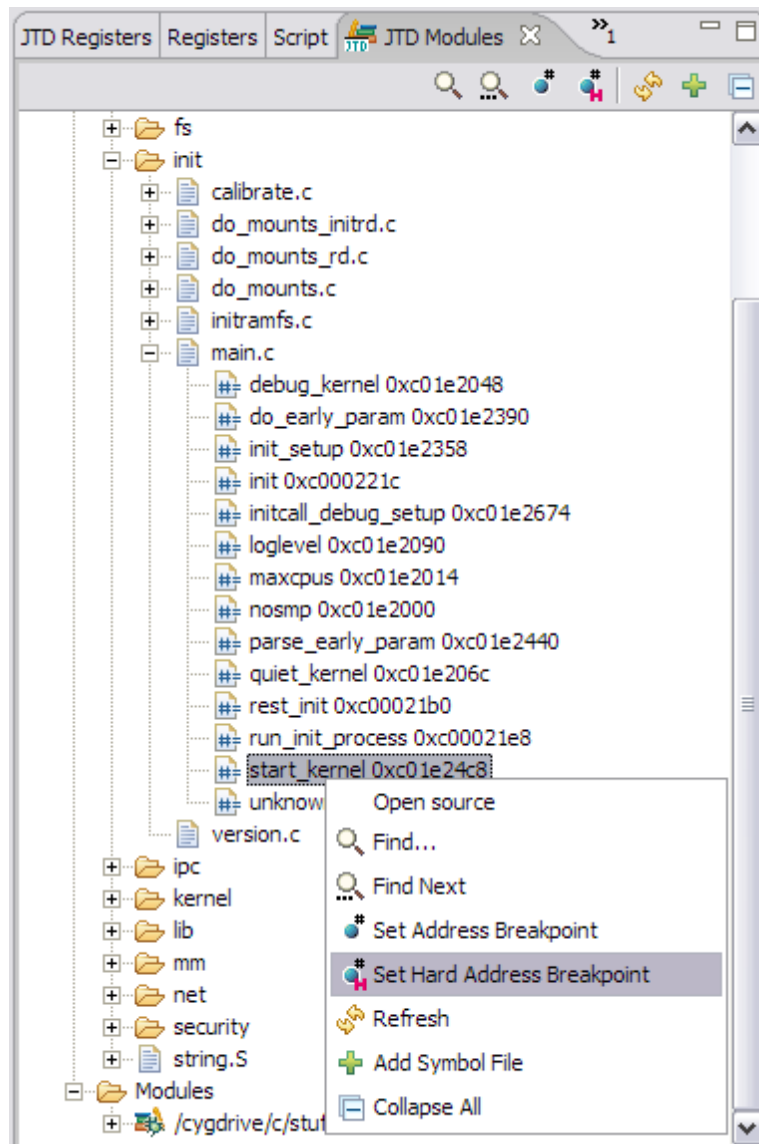 JTD Registers Registers Script JTD JTD Modules »1
fs
init
calibrate.c
do_mounts_initrd.c
do_mounts_rd.c
do_mounts.c
initramfs.c
main.c
debug_kernel 0xc01e2048
do_early_param 0xc01e2390
init_setup 0xc01e2358
init 0xc000221c
initcall_debug_setup 0xc01e2674
loglevel 0xc01e2090
maxcpus 0xc01e2014
nosmp 0xc01e2000
parse_early_param 0xc01e2440
quiet_kernel 0xc01e206c
rest_init 0xc00021b0
run_init_process 0xc00021e8
start_kernel 0xc01e24c8
unknow
version.c
ipc
kernel
lib
mm
net
security
string.S
Modules
/cygdrive/c/stuf
Open source
Find...
Find Next
Set Address Breakpoint
Set Hard Address Breakpoint
Refresh
Add Symbol File
Collapse All